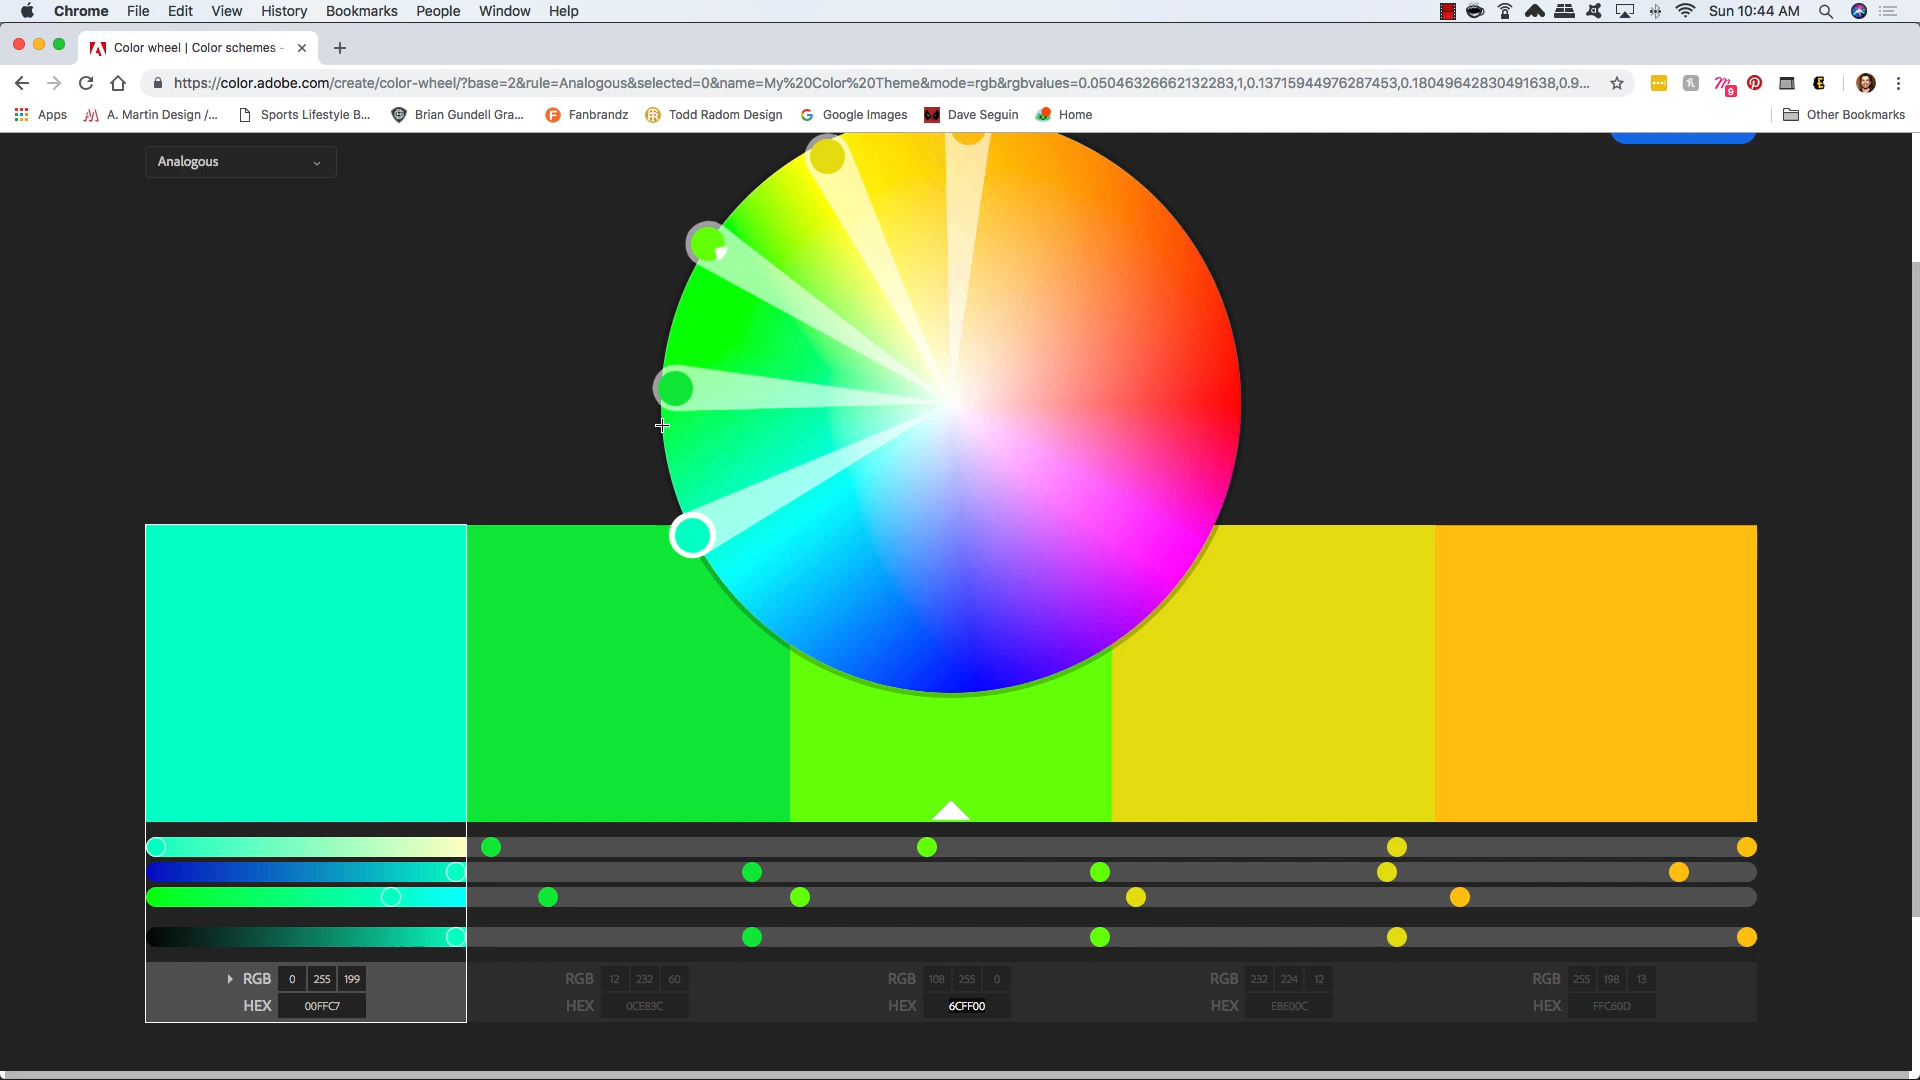 Chrome File Edit View History Bookmarks People Window Help Sun 10:44 AM
Color wheel | Color schemes -
https://color.adobe.com/create/color-wheel/?base=2&rule=Analogous&selected=0&name=My%20Color%20Theme&mode=rgb&rgbvalues=0.05046326662132283,1,0.13715944976287453,0.18049642830491638,0.9...
9
Apps A. Martin Design /... Sports Lifestyle B... Brian Gundell Gra... Fanbrandz Todd Radom Design Google Images Dave Seguin Home Other Bookmarks
Analogous
RGB 0 255 199 RGB 12 232 60 RGB 108 255 0 RGB 232 224 12 RGB 255 198 13
HEX 00FFC7 HEX 0CE83C HEX 6CFF00 HEX E8E00C HEX FFC60D